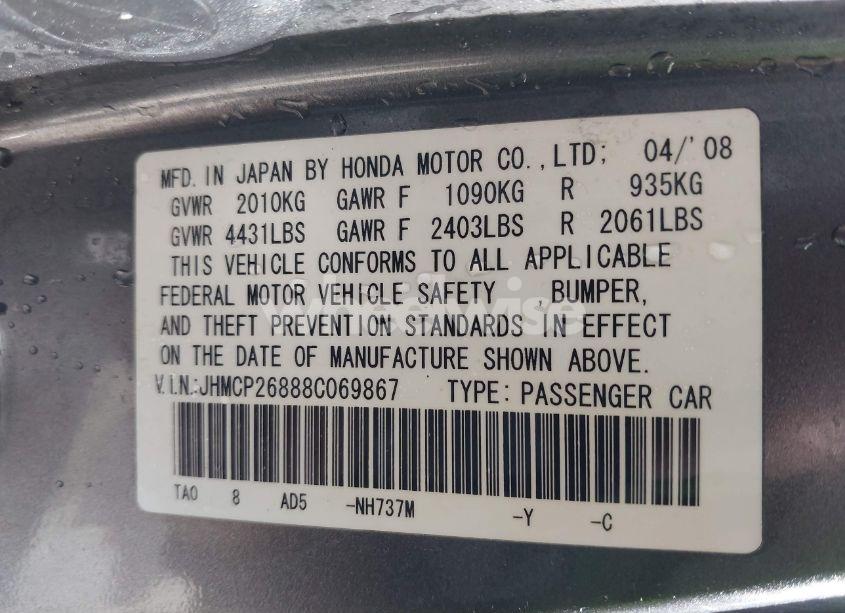 MFD. IN JAPAN BY HONDA MOTOR CO.,LTD; 04/'08
GVWR 2010KG GAWR F 1090KG R 935KG
GVWR 4431LBS GAWR F 2403LBS R 2061LBS
THIS VEHICLE CONFORMS TO ALL APPLICABLE
FEDERAL MOTOR VEHICLE SAFETY ,BUMPER,
AND THEFT PREVENTION STANDARDS IN EFFECT
ON THE DATE OF MANUFACTURE SHOWN ABOVE.
V.I.N.:JHMCP26888C069867 TYPE: PASSENGER CAR
TA0 8 AD5 -NH737M -Y -C